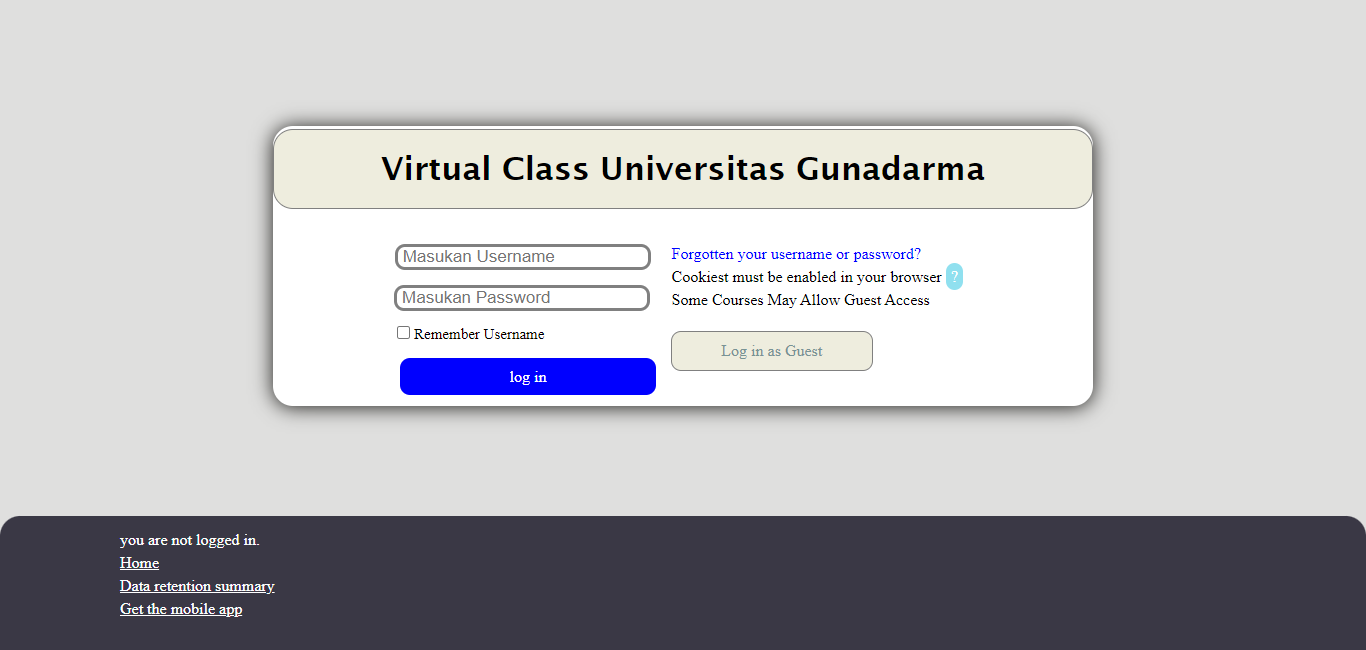 Virtual Class Universitas Gunadarma
Masukan Username
Masukan Password
Remember Username
log in
Forgotten your username or password?
Cookiest must be enabled in your browser ?
Some Courses May Allow Guest Access
Log in as Guest
you are not logged in.
Home
Data retention summary
Get the mobile app